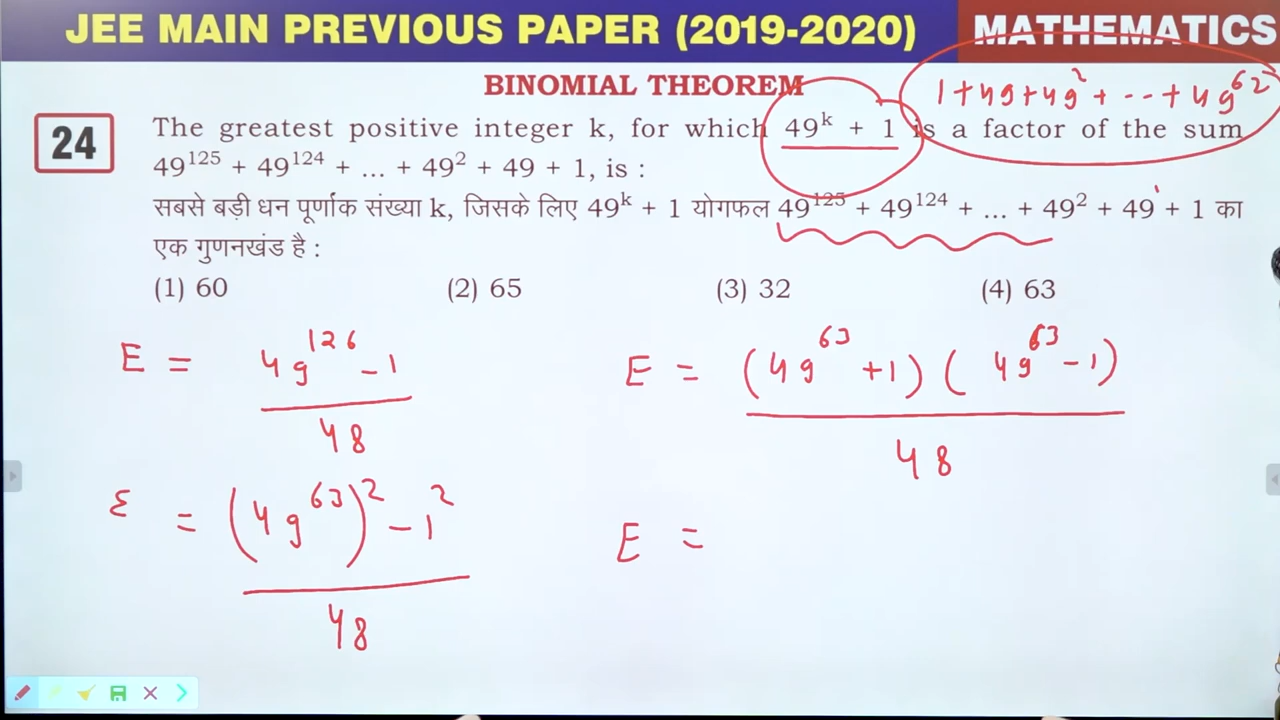 JEE MAIN PREVIOUS PAPER (2019-2020) MATHEMATICS
BINOMIAL THEOREM
1 + 49 + 49² + -- + 49⁶²
24 The greatest positive integer k, for which 49ᵏ + 1 is a factor of the sum
49¹²⁵ + 49¹²⁴ + ... + 49² + 49 + 1, is :
सबसे बड़ी धन पूर्णाक संख्या k, जिसके लिए 49ᵏ + 1 योगफल 49¹²⁵ + 49¹²⁴ + ... + 49² + 49 + 1 का
एक गुणनखंड है :
(1) 60 (2) 65 (3) 32 (4) 63
E = (49¹²⁶ - 1) / 48
E = (49⁶³)² - 1² / 48
E = (49⁶³ + 1) (49⁶³ - 1) / 48
E =